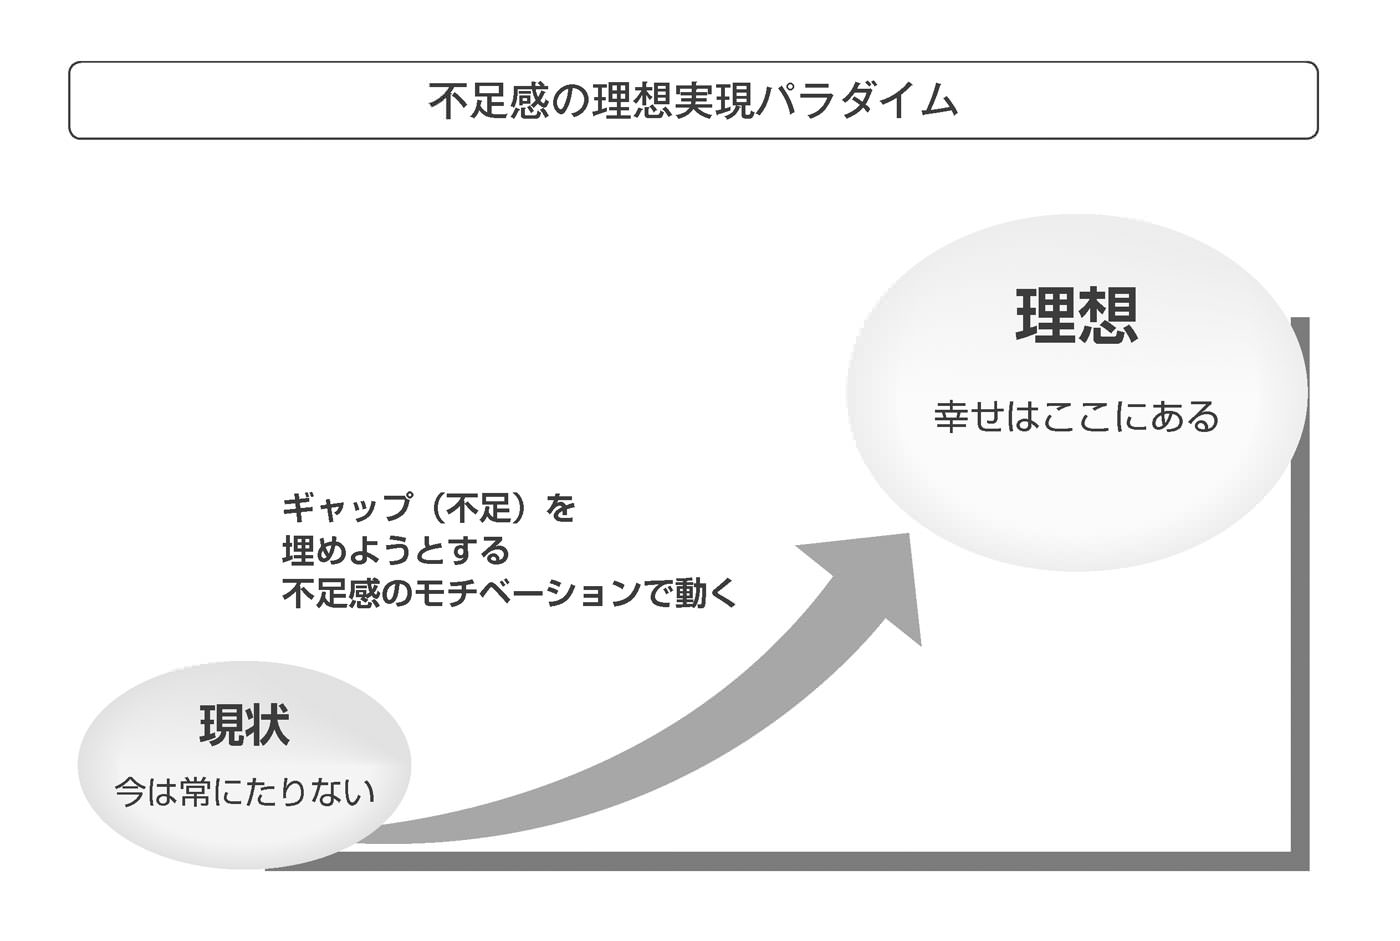 不足感の理想実現パラダイム
理想
幸せはここにある
ギャップ（不足）を
埋めようとする
不足感のモチベーションで動く
現状
今は常にたりない